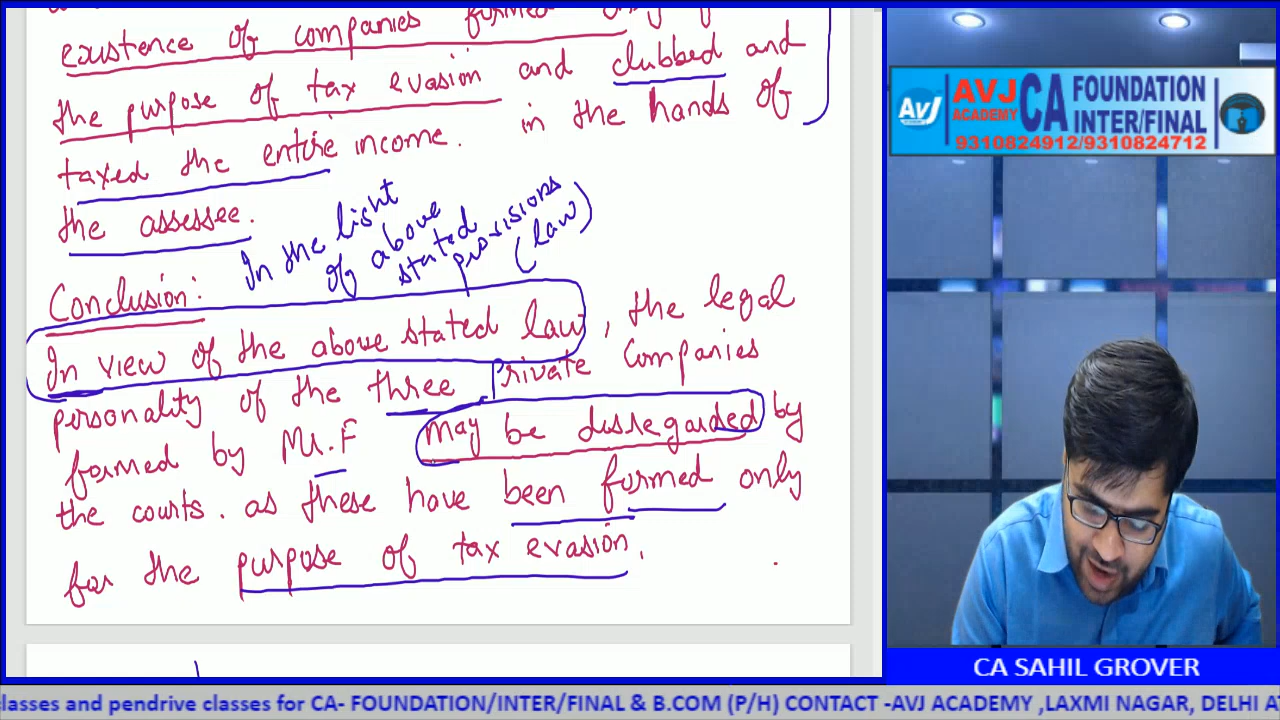 existence of companies formed only
the purpose of tax evasion and clubbed and
taxed the entire income. in the hands of
the assessee.
In the light
of above
stated
provisions
(law)
Conclusion:
In view of the above stated law, the legal
personality of the three Private Companies
formed by Mr.F may be disregarded by
the courts. as these have been formed only
for the purpose of tax evasion.
AVJ
AVJ
ACADEMY
CA
FOUNDATION
INTER/FINAL
9310824912/9310824712
CA SAHIL GROVER
classes and pendrive classes for CA- FOUNDATION/INTER/FINAL & B.COM (P/H) CONTACT -AVJ ACADEMY ,LAXMI NAGAR, DELHI